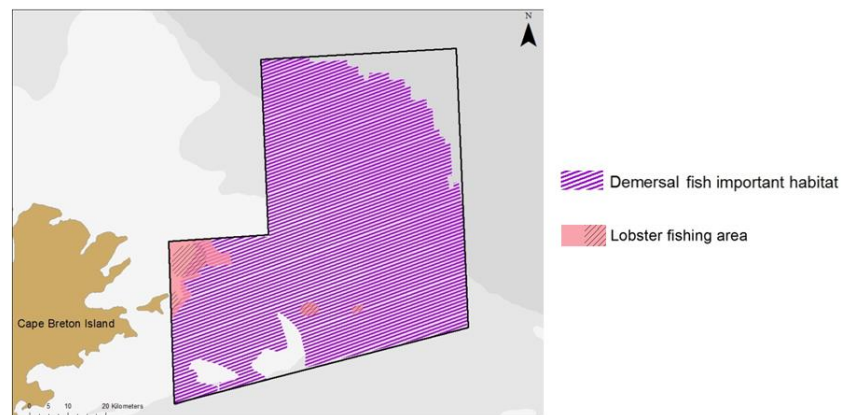 N
Demersal fish important habitat
Lobster fishing area
Cape Breton Island
0 5 10 20 Kilometers